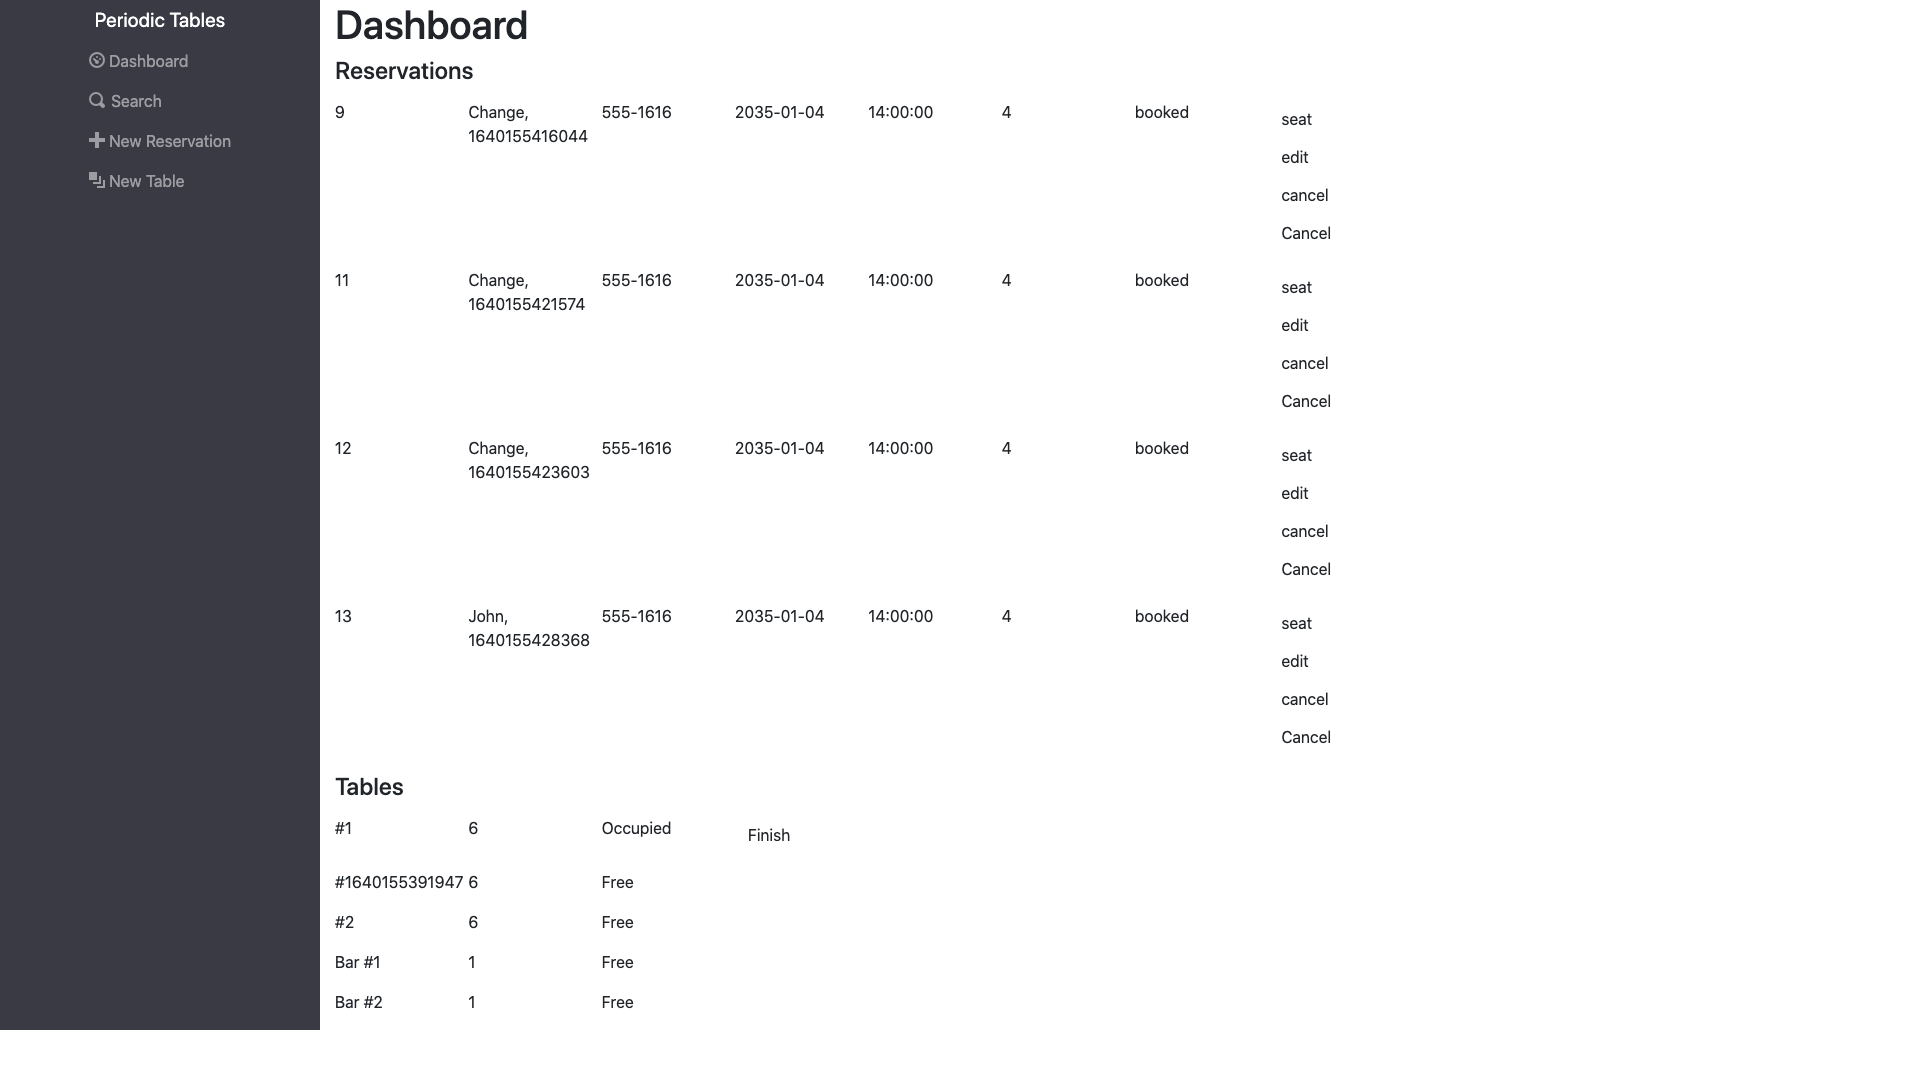 Periodic Tables
Dashboard
Search
New Reservation
New Table
Dashboard
Reservations
9 Change, 555-1616 2035-01-04 14:00:00 4 booked
1640155416044
seat
edit
cancel
Cancel
11 Change, 555-1616 2035-01-04 14:00:00 4 booked
1640155421574
seat
edit
cancel
Cancel
12 Change, 555-1616 2035-01-04 14:00:00 4 booked
1640155423603
seat
edit
cancel
Cancel
13 John, 555-1616 2035-01-04 14:00:00 4 booked
1640155428368
seat
edit
cancel
Cancel
Tables
#1 6 Occupied Finish
#1640155391947 6 Free
#2 6 Free
Bar #1 1 Free
Bar #2 1 Free